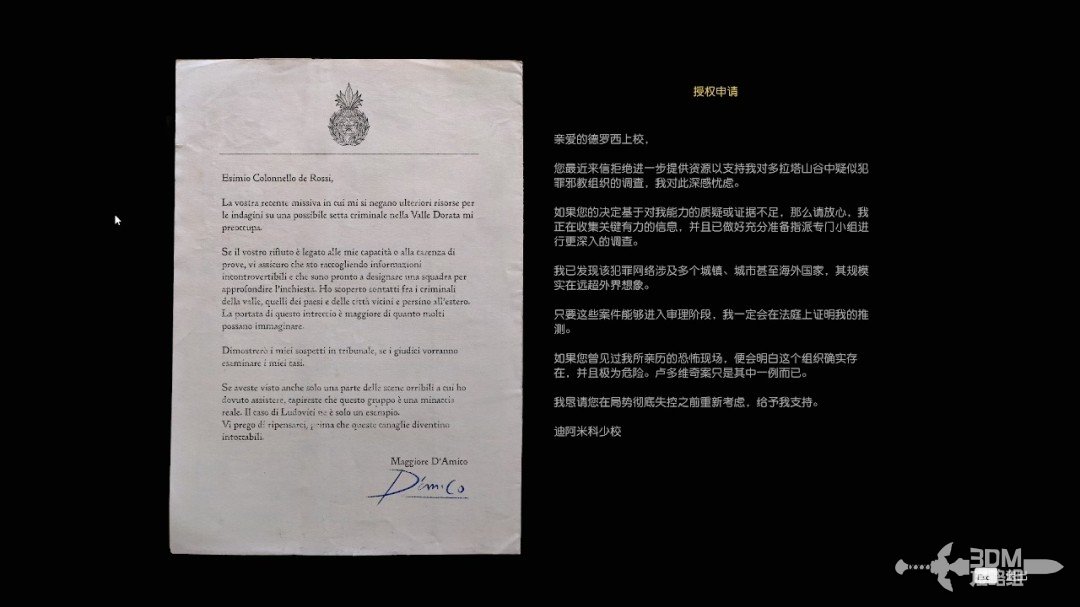 Esimio Colonnello de Rossi,
La vostra recente missiva in cui mi si negano ulteriori risorse per
le indagini su una possibile setta criminale nella Valle Dorata mi
preoccupa.
Se il vostro rifiuto è legato alle mie capacità o alla carenza di
prove, vi assicuro che sto raccogliendo informazioni
incontrovertibili e che sono pronto a designare una squadra per
approfondire l'inchiesta. Ho scoperto contatti fra i criminali
della valle, quelli dei paesi e delle città vicini e persino all'estero.
La portata di questo intreccio è maggiore di quanto molti
possano immaginare.
Dimostrerò i miei sospetti in tribunale, se i giudici vorranno
esaminare i miei casi.
Se aveste visto anche solo una parte delle scene orribili a cui ho
dovuto assistere, capireste che questo gruppo è una minaccia
reale. Il caso di Ludovici ne è solo un esempio.
Vi prego di ripensarci, prima che queste canaglie diventino
intoccabili.
Maggiore D'Amico
D'Amico
授权申请
亲爱的德罗西上校，
您最近来信拒绝进一步提供资源以支持我对多拉塔山谷中疑似犯
罪邪教组织的调查，我对此深感忧虑。
如果您的决定基于对我能力的质疑或证据不足，那么请放心，我
正在收集关键有力的信息，并且已做好充分准备指派专门小组进
行更深入的调查。
我已发现该犯罪网络涉及多个城镇、城市甚至海外国家，其规模
实在远超外界想象。
只要这些案件能够进入审理阶段，我一定会在法庭上证明我的推
测。
如果您曾见过我所亲历的恐怖现场，便会明白这个组织确实存
在，并且极为危险。卢多维奇案只是其中一例而已。
我恳请您在局势彻底失控之前重新考虑，给予我支持。
迪阿米科少校
3DM
攻略组
Esc